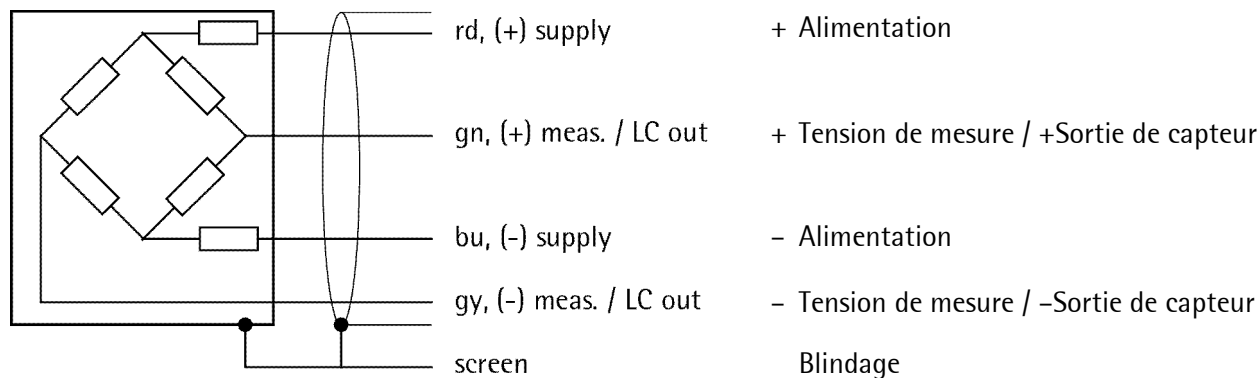 rd, (+) supply + Alimentation
gn, (+) meas. / LC out + Tension de mesure / +Sortie de capteur
bu, (-) supply – Alimentation
gy, (-) meas. / LC out – Tension de mesure / –Sortie de capteur
screen Blindage